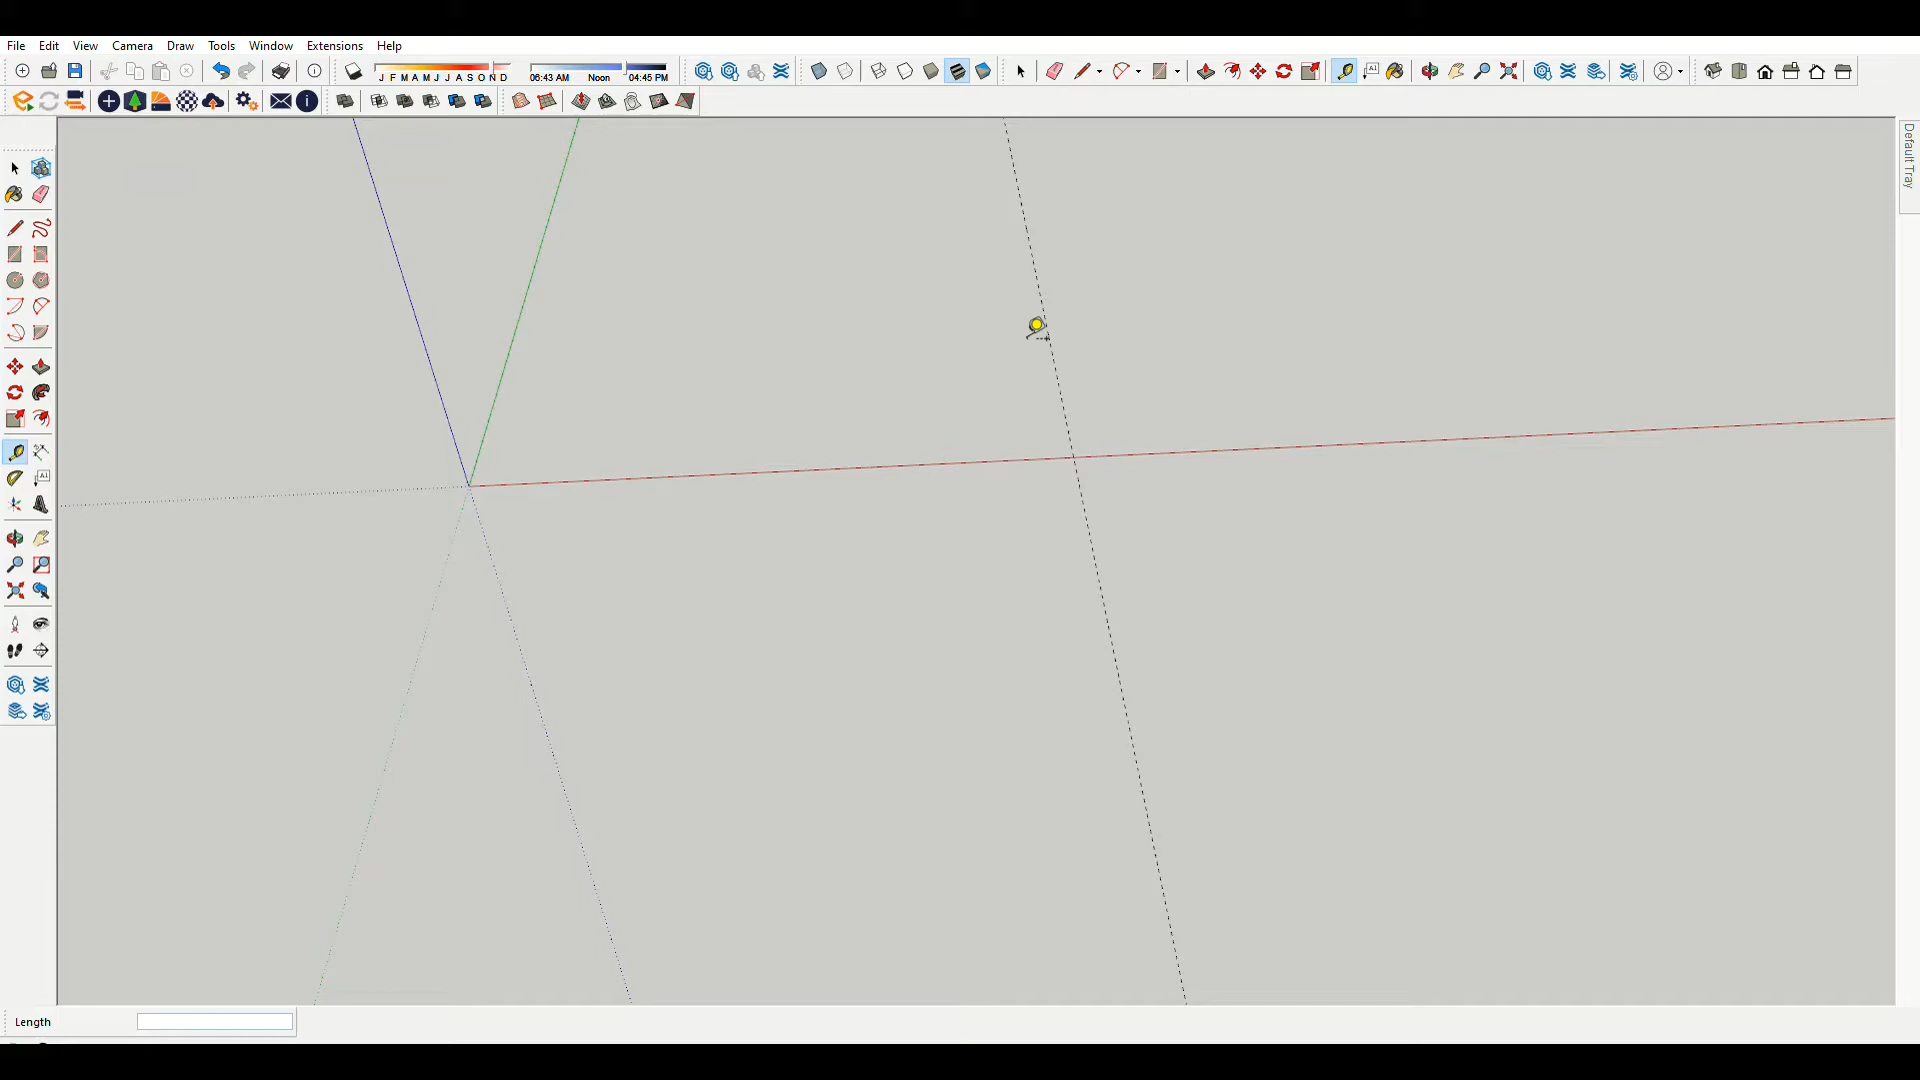 File Edit View Camera Draw Tools Window Extensions Help
J F M A M J J A S O N D
06:43 AM Noon 04:45 PM
Default Tray
Length